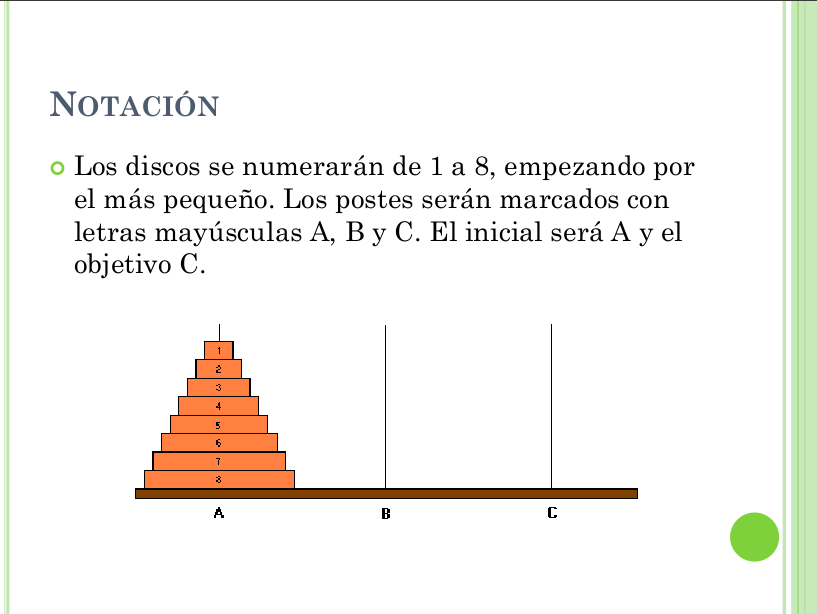 NOTACIÓN
Los discos se numerarán de 1 a 8, empezando por
el más pequeño. Los postes serán marcados con
letras mayúsculas A, B y C. El inicial será A y el
objetivo C.
1
2
3
4
5
6
7
8
A B C